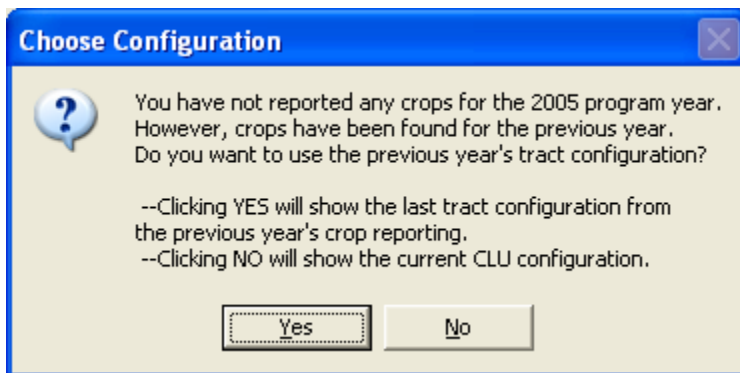 Choose Configuration
You have not reported any crops for the 2005 program year.
However, crops have been found for the previous year.
Do you want to use the previous year's tract configuration?
--Clicking YES will show the last tract configuration from
the previous year's crop reporting.
--Clicking NO will show the current CLU configuration.
Yes No